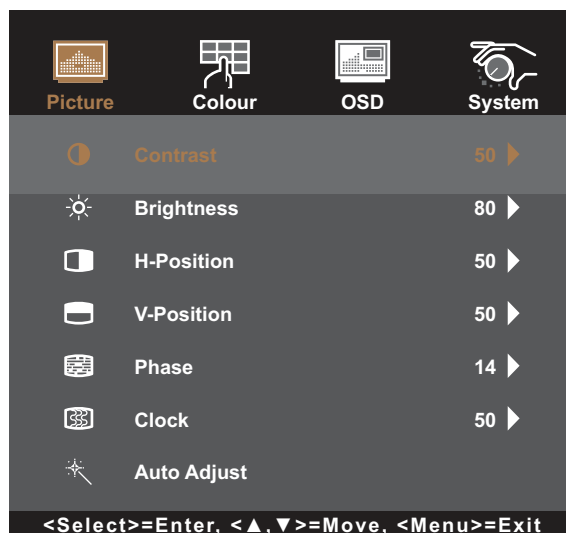 Picture Colour OSD System
Contrast 50
Brightness 80
H-Position 50
V-Position 50
Phase 14
Clock 50
Auto Adjust
<Select>=Enter, <▲,▼>=Move, <Menu>=Exit